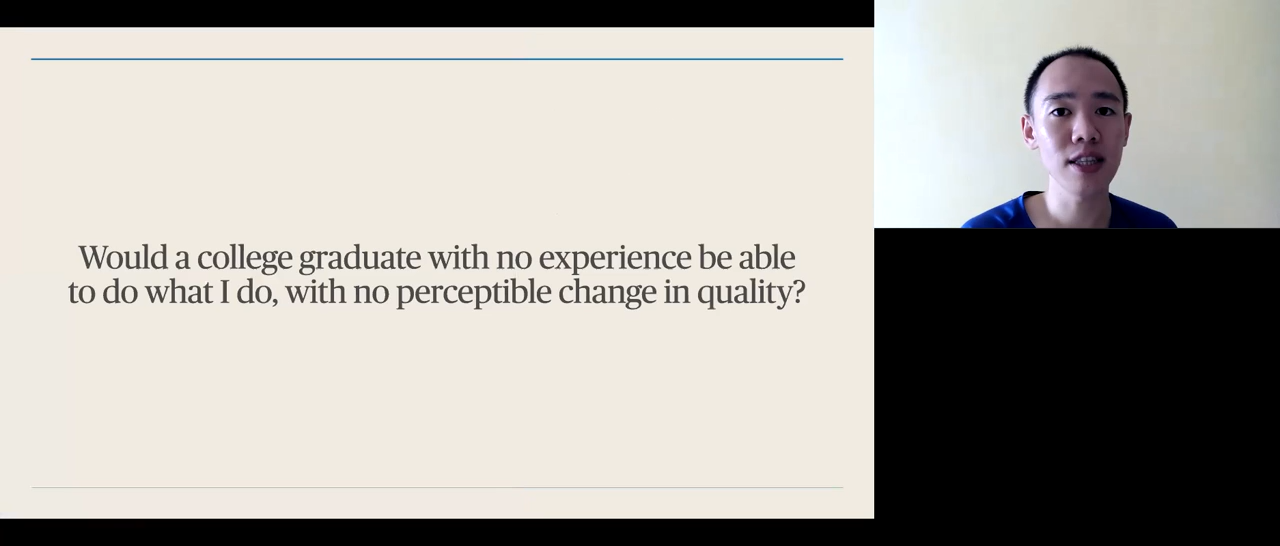 Would a college graduate with no experience be able
to do what I do, with no perceptible change in quality?